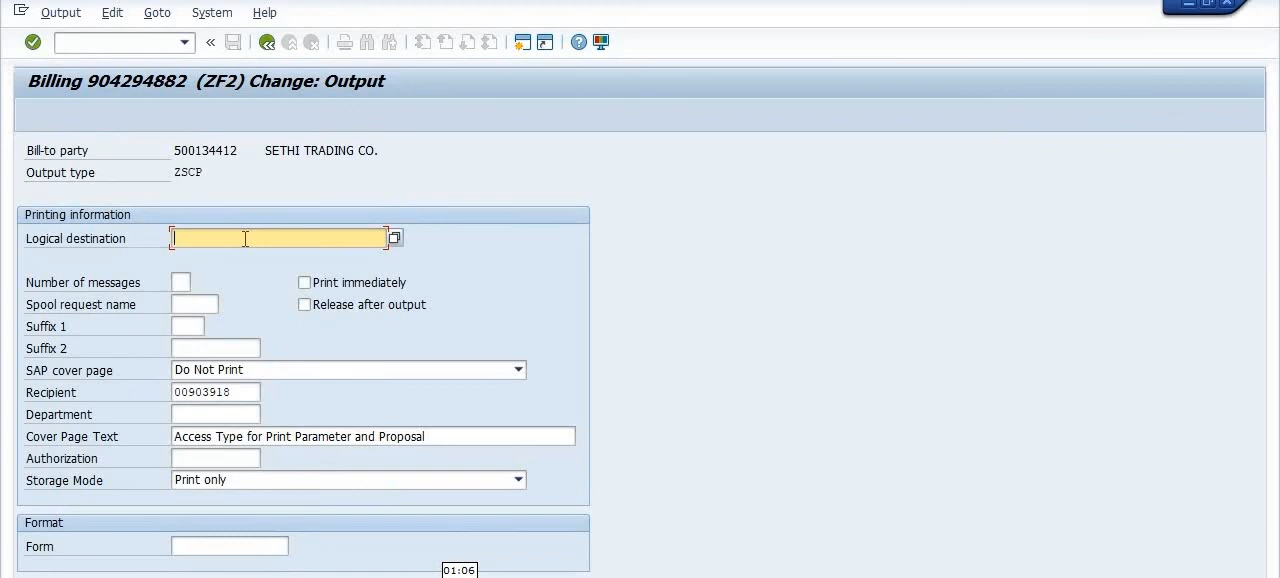 Output Edit Goto System Help
Billing 904294882 (ZF2) Change: Output
Bill-to party 500134412 SETHI TRADING CO.
Output type ZSCP
Printing information
Logical destination
Number of messages Print immediately
Spool request name Release after output
Suffix 1
Suffix 2
SAP cover page Do Not Print
Recipient 00903918
Department
Cover Page Text Access Type for Print Parameter and Proposal
Authorization
Storage Mode Print only
Format
Form
01:06